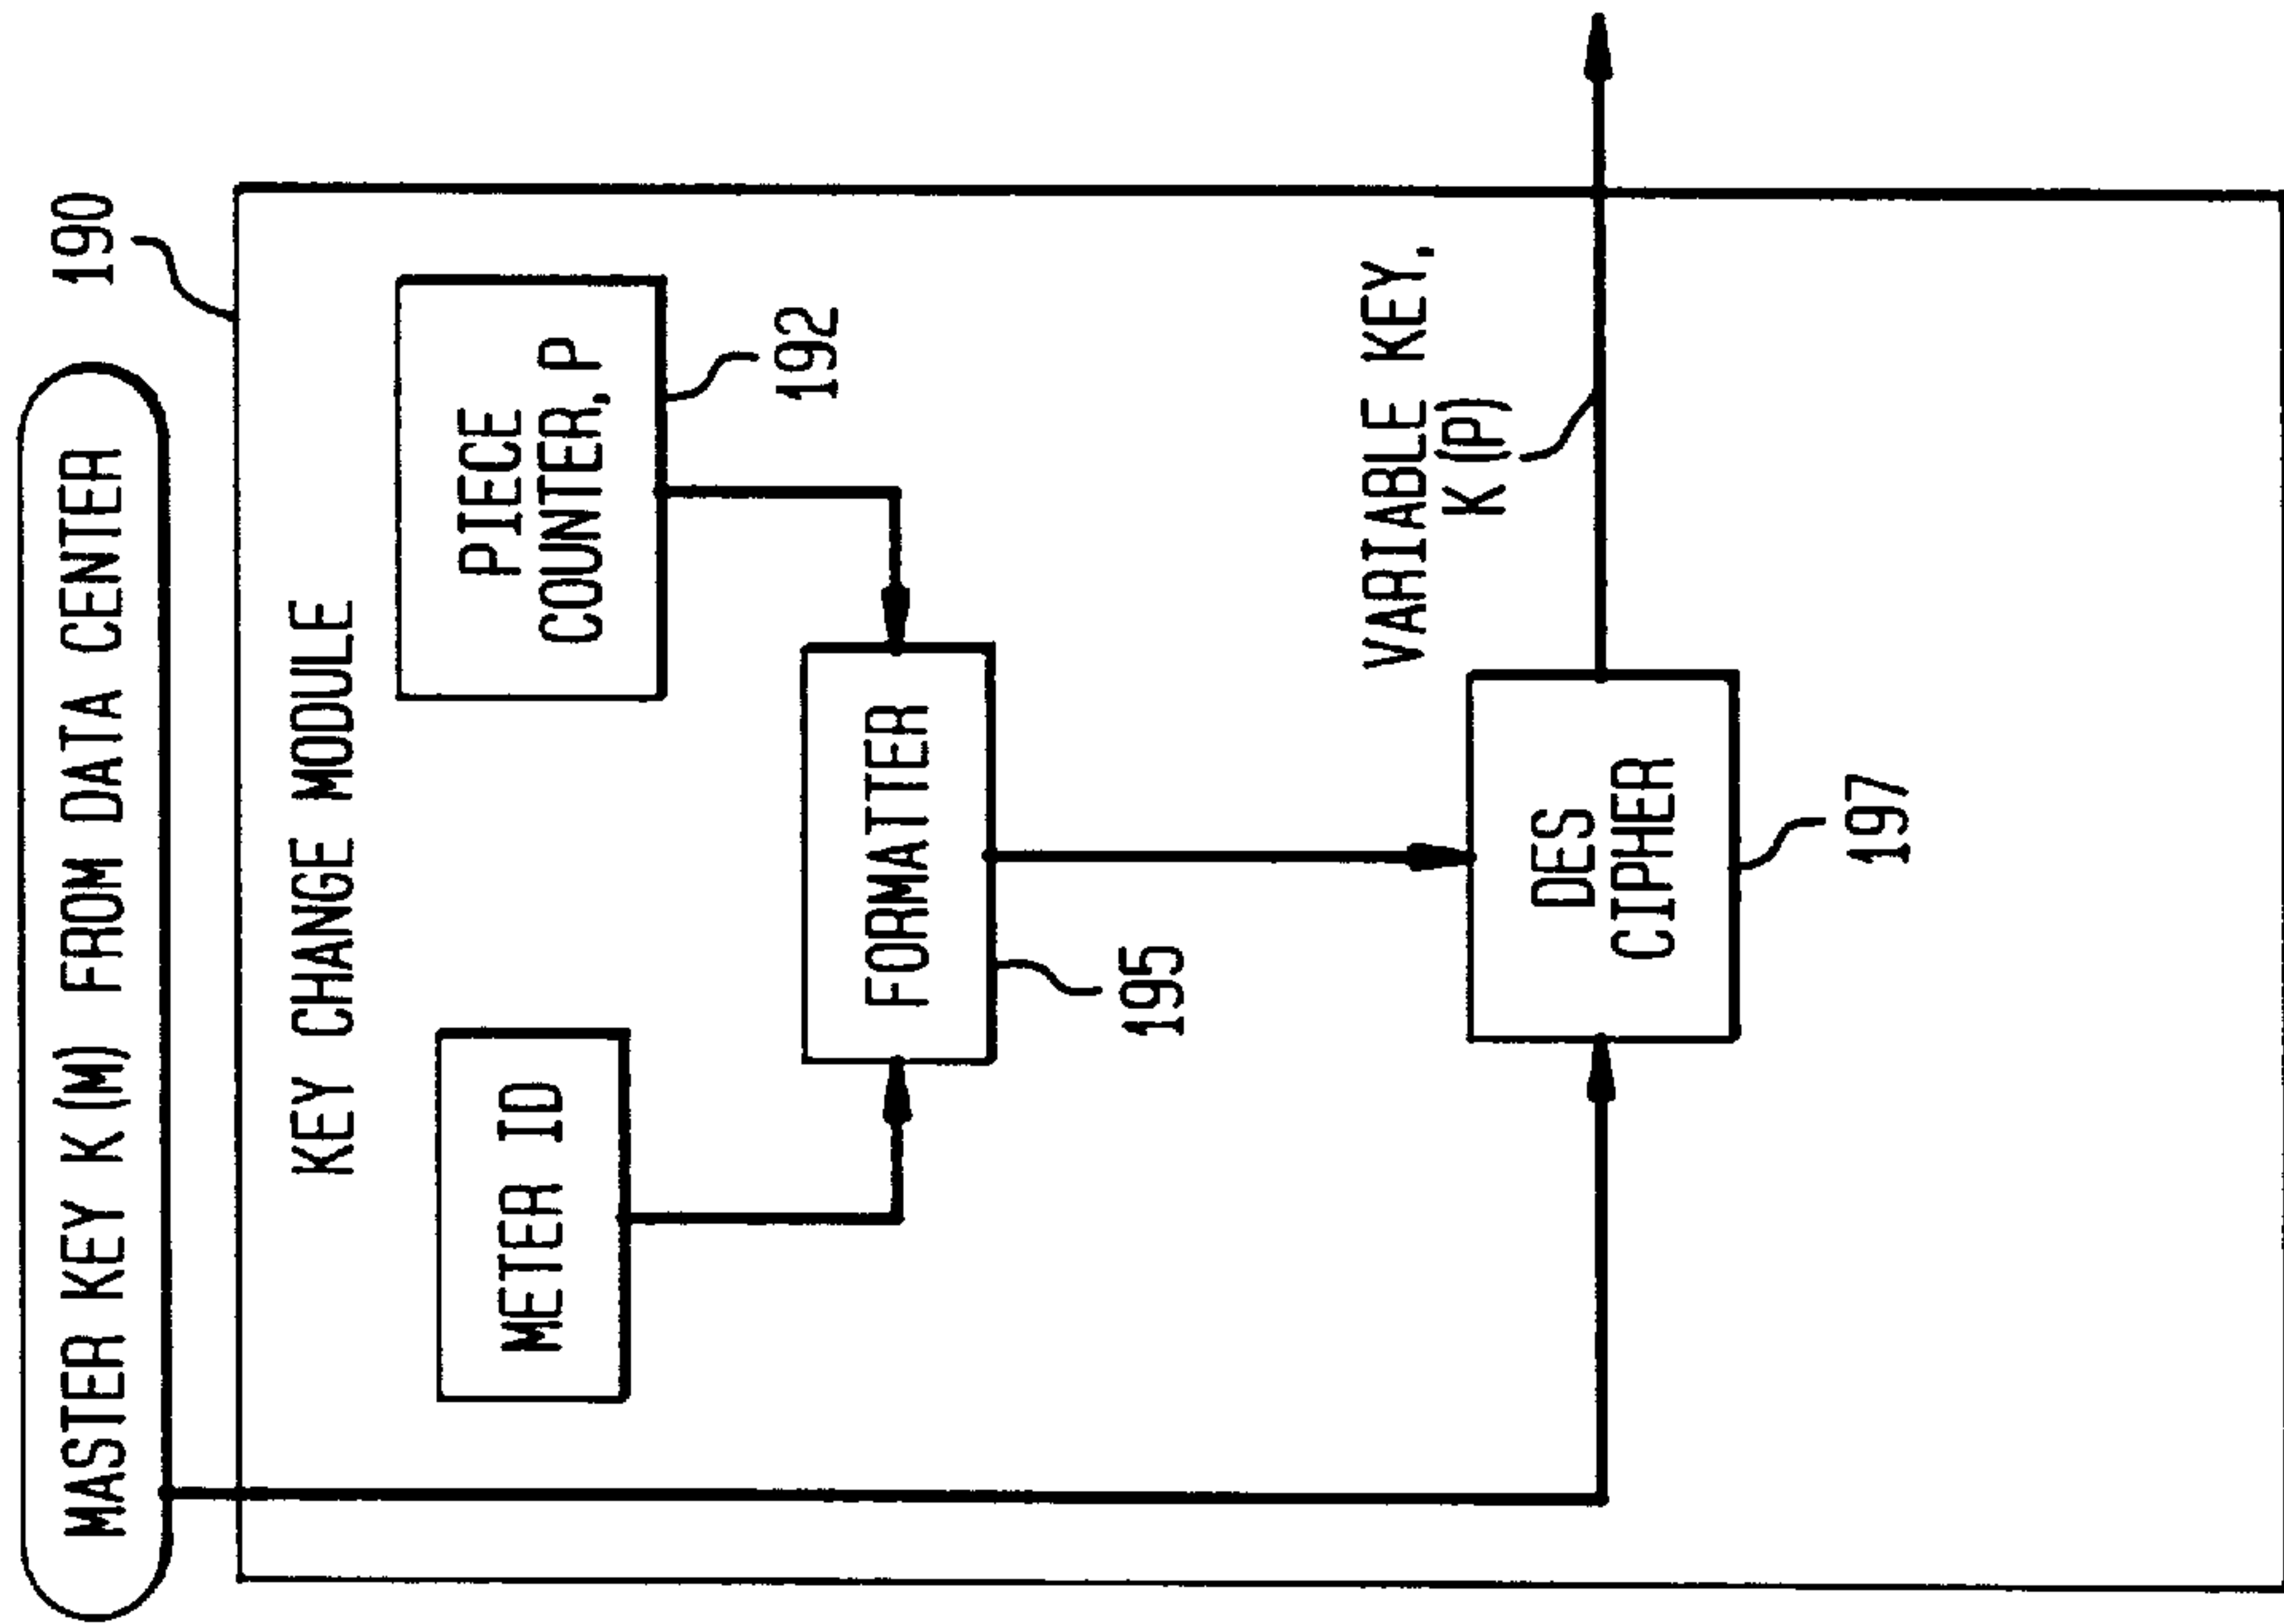 MASTER KEY K(M) FROM DATA CENTER
190
KEY CHANGE MODULE
METER ID
PIECE
COUNTER, P
192
FORMATTER
195
VARIABLE KEY,
K(P)
DES
CIPHER
197